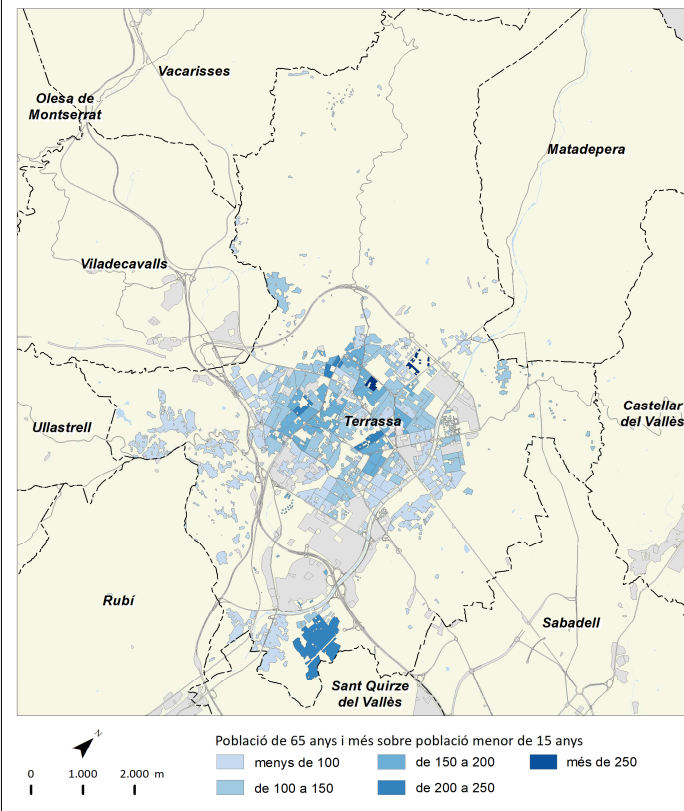 Vacarisses
Olesa de
Montserrat
Matadepera
Viladecavalls
Castellar
del Vallès
Ullastrell
Terrassa
Rubí
Sabadell
Sant Quirze
del Vallès
N
0 1.000 2.000 m
Població de 65 anys i més sobre població menor de 15 anys
menys de 100
de 150 a 200
més de 250
de 100 a 150
de 200 a 250